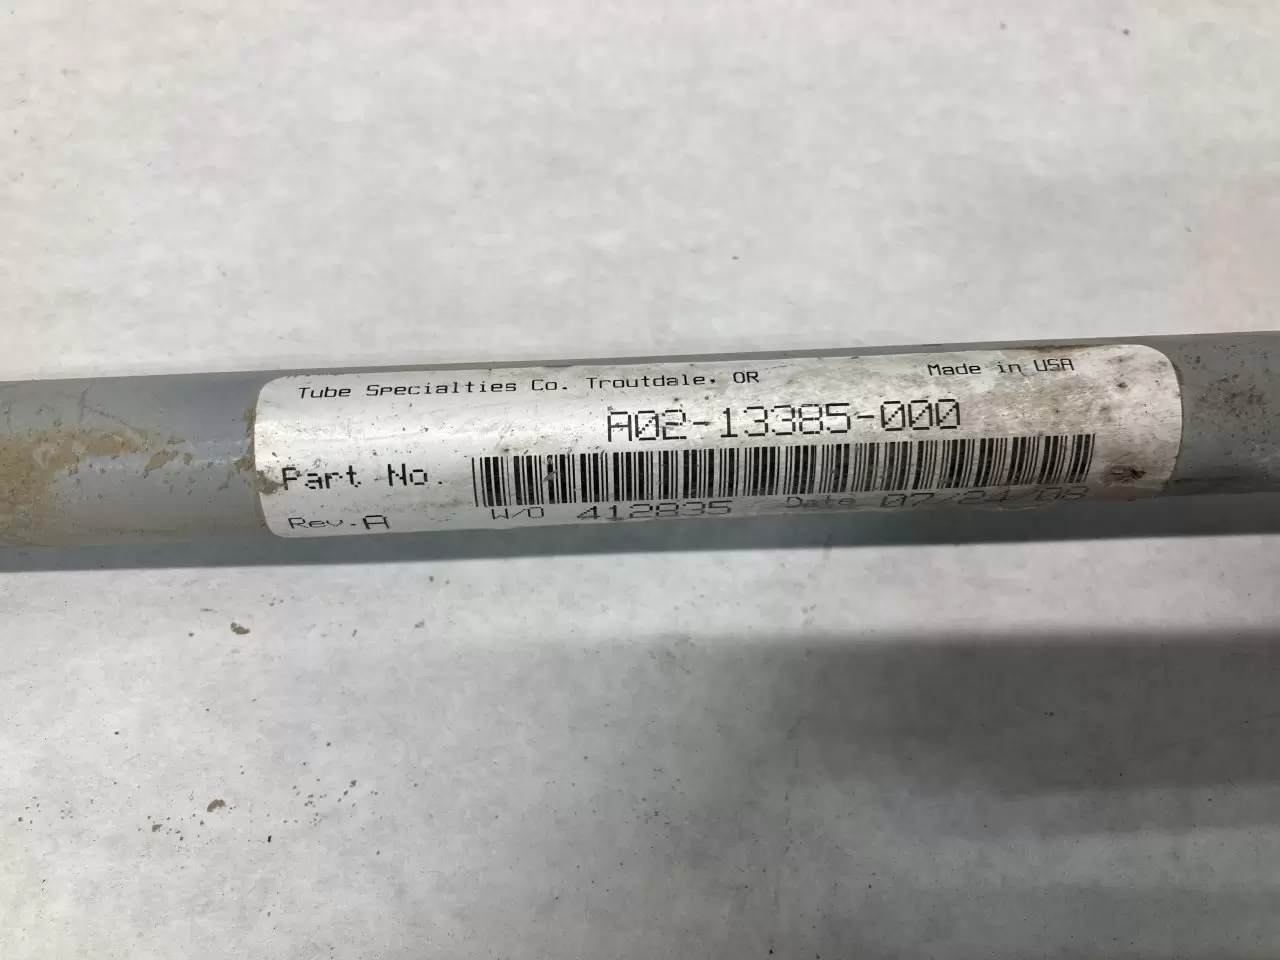 Tube Specialties Co. Troutdale, OR
Made in USA
A02-13385-000
Part No.
Rev. A
W/O 412835 Date 07/24/08